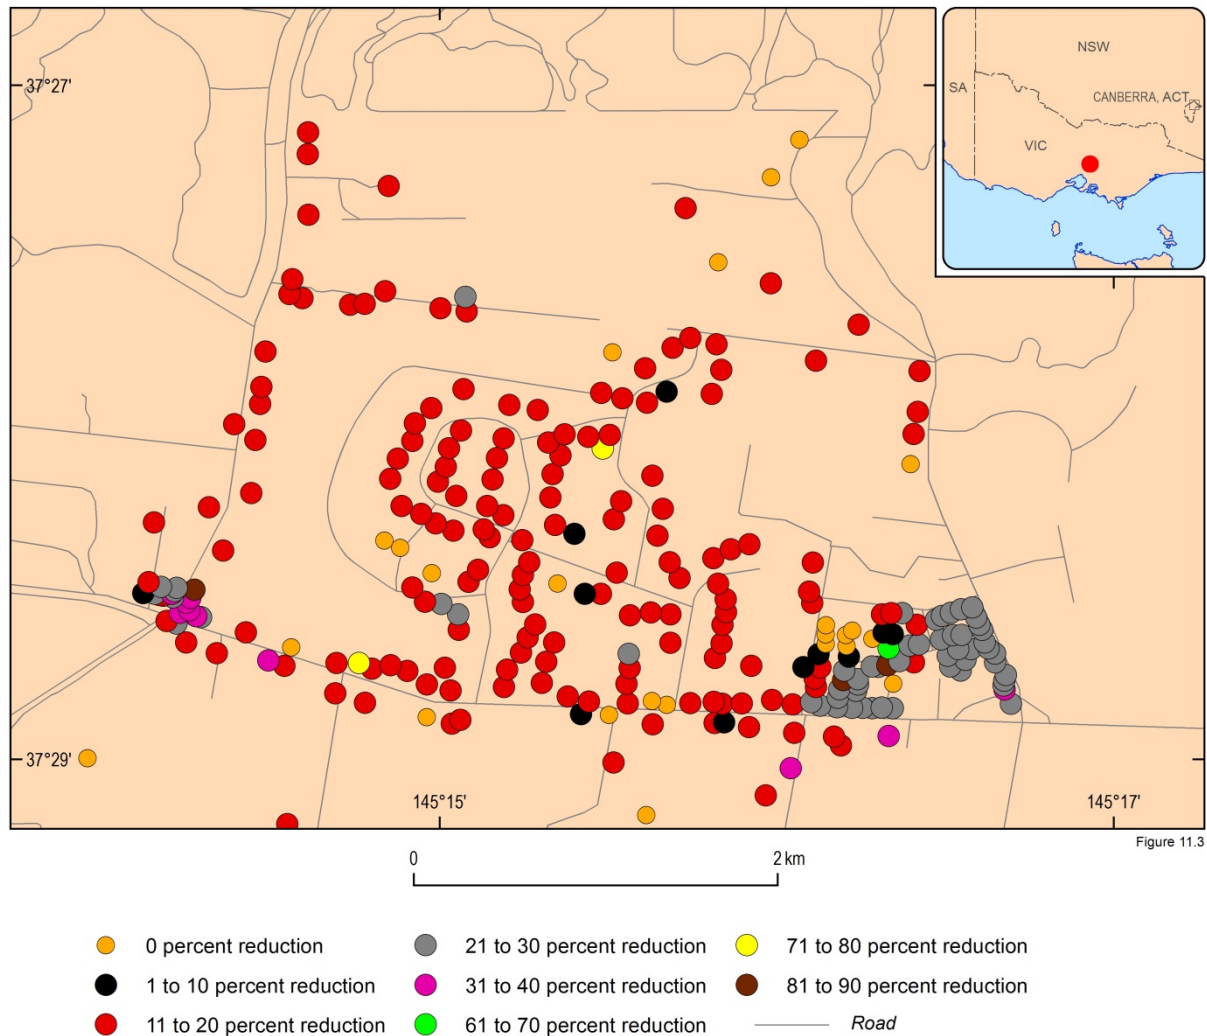 37°27'
NSW
SA
CANBERRA, ACT
VIC
37°29'
145°15'
145°17'
Figure 11.3
0
2 km
0 percent reduction
21 to 30 percent reduction
71 to 80 percent reduction
1 to 10 percent reduction
31 to 40 percent reduction
81 to 90 percent reduction
11 to 20 percent reduction
61 to 70 percent reduction
Road